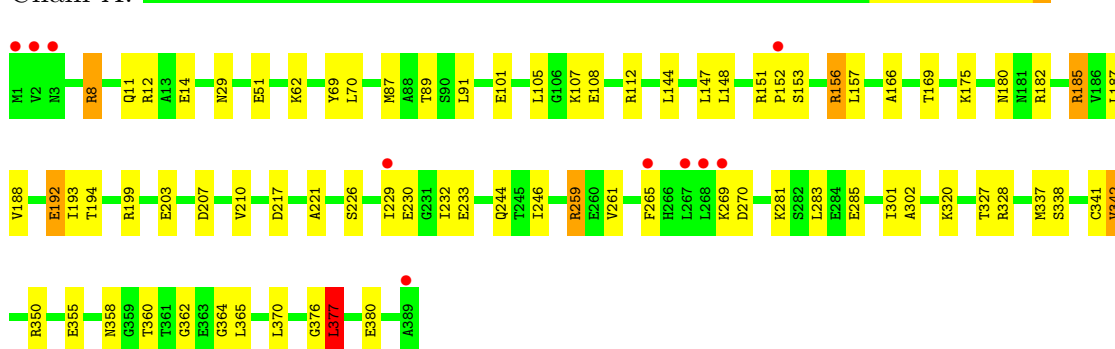 M1 V2 N3 R8 Q11 R12 A13 E14 N29 E51 K62 Y69 L70 M87 A88 T89 S90 L91 E101 L105 G106 K107 E108 R112 L144 L147 L148 R151 P152 S153 R156 L157 A166 T169 K175 N180 N181 R182 R185 V186 L187
V188 E192 I193 T194 R199 E203 D207 V210 D217 A221 S226 I229 E230 G231 I232 E233 Q244 T245 I246 R259 E260 V261 F265 H266 L267 L268 K269 D270 K281 S282 L283 E284 E285 I301 A302 K320 T327 R328 M337 S338 C341 V342
R350 E355 N358 G359 T360 T361 G362 E363 G364 L365 L370 G376 L377 E380 A389